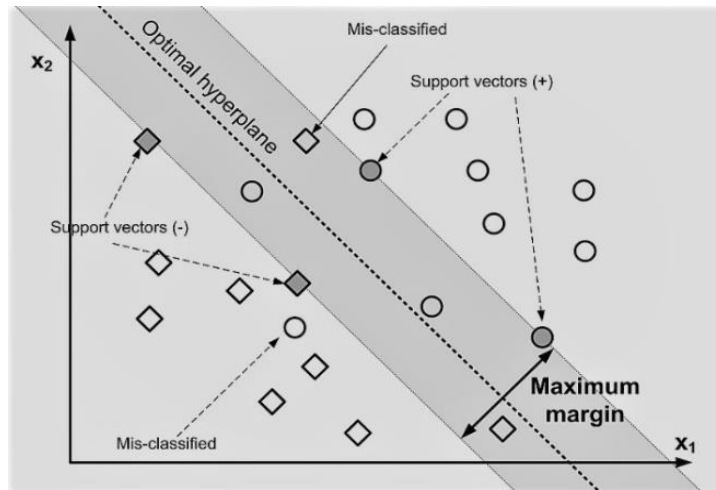 Mis-classified
x2
Optimal hyperplane
Support vectors (+)
Support vectors (-)
Maximum
margin
Mis-classified
x1